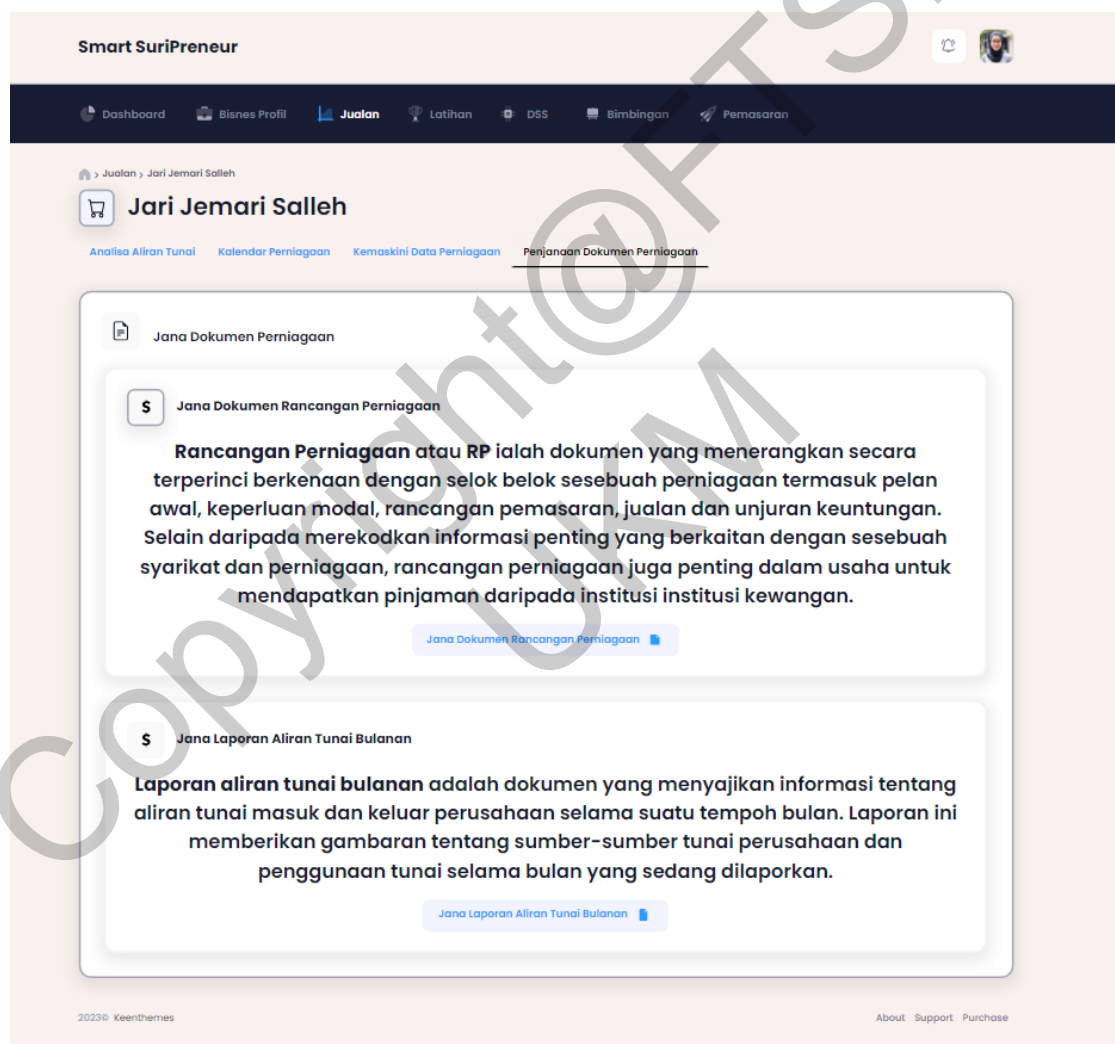 Smart SuriPreneur
Dashboard Bisnes Profil Jualan Latihan DSS Bimbingan Pemasaran
> Jualan > Jari Jemari Salleh
Jari Jemari Salleh
Analisa Aliran Tunai Kalendar Perniagaan Kemaskini Data Perniagaan Penjanaan Dokumen Perniagaan
Jana Dokumen Perniagaan
$ Jana Dokumen Rancangan Perniagaan
Rancangan Perniagaan atau RP ialah dokumen yang menerangkan secara
terperinci berkenaan dengan selok belok sesebuah perniagaan termasuk pelan
awal, keperluan modal, rancangan pemasaran, jualan dan unjuran keuntungan.
Selain daripada merekodkan informasi penting yang berkaitan dengan sesebuah
syarikat dan perniagaan, rancangan perniagaan juga penting dalam usaha untuk
mendapatkan pinjaman daripada institusi institusi kewangan.
Jana Dokumen Rancangan Perniagaan
$ Jana Laporan Aliran Tunai Bulanan
Laporan aliran tunai bulanan adalah dokumen yang menyajikan informasi tentang
aliran tunai masuk dan keluar perusahaan selama suatu tempoh bulan. Laporan ini
memberikan gambaran tentang sumber-sumber tunai perusahaan dan
penggunaan tunai selama bulan yang sedang dilaporkan.
Jana Laporan Aliran Tunai Bulanan
2023© Keenthemes About Support Purchase
Copyright@FTS
UKM